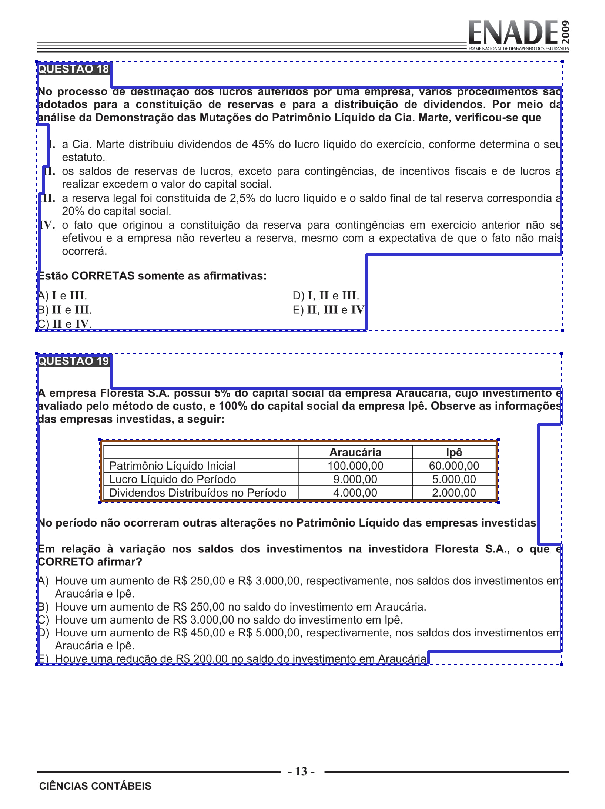 ENADE 2009
EXAME NACIONAL DE DESEMPENHO DOS ESTUDANTES
QUESTÃO 18
No processo de destinação dos lucros auferidos por uma empresa, vários procedimentos são
adotados para a constituição de reservas e para a distribuição de dividendos. Por meio da
análise da Demonstração das Mutações do Patrimônio Líquido da Cia. Marte, verificou-se que
I. a Cia. Marte distribuiu dividendos de 45% do lucro líquido do exercício, conforme determina o seu
estatuto.
II. os saldos de reservas de lucros, exceto para contingências, de incentivos fiscais e de lucros a
realizar excedem o valor do capital social.
III. a reserva legal foi constituída de 2,5% do lucro líquido e o saldo final de tal reserva correspondia a
20% do capital social.
IV. o fato que originou a constituição da reserva para contingências em exercício anterior não se
efetivou e a empresa não reverteu a reserva, mesmo com a expectativa de que o fato não mais
ocorrerá.
Estão CORRETAS somente as afirmativas:
A) I e III. D) I, II e III.
B) II e III. E) II, III e IV
C) II e IV.
QUESTÃO 19
A empresa Floresta S.A. possui 5% do capital social da empresa Araucária, cujo investimento é
avaliado pelo método de custo, e 100% do capital social da empresa Ipê. Observe as informações
das empresas investidas, a seguir:
Araucária Ipê
Patrimônio Líquido Inicial 100.000,00 60.000,00
Lucro Líquido do Período 9.000,00 5.000,00
Dividendos Distribuídos no Período 4.000,00 2.000,00
No período não ocorreram outras alterações no Patrimônio Líquido das empresas investidas
Em relação à variação nos saldos dos investimentos na investidora Floresta S.A., o que é
CORRETO afirmar?
A) Houve um aumento de R$ 250,00 e R$ 3.000,00, respectivamente, nos saldos dos investimentos em
Araucária e Ipê.
B) Houve um aumento de R$ 250,00 no saldo do investimento em Araucária.
C) Houve um aumento de R$ 3.000,00 no saldo do investimento em Ipê.
D) Houve um aumento de R$ 450,00 e R$ 5.000,00, respectivamente, nos saldos dos investimentos em
Araucária e Ipê.
E) Houve uma redução de R$ 200,00 no saldo do investimento em Araucária
- 13 -
CIÊNCIAS CONTÁBEIS